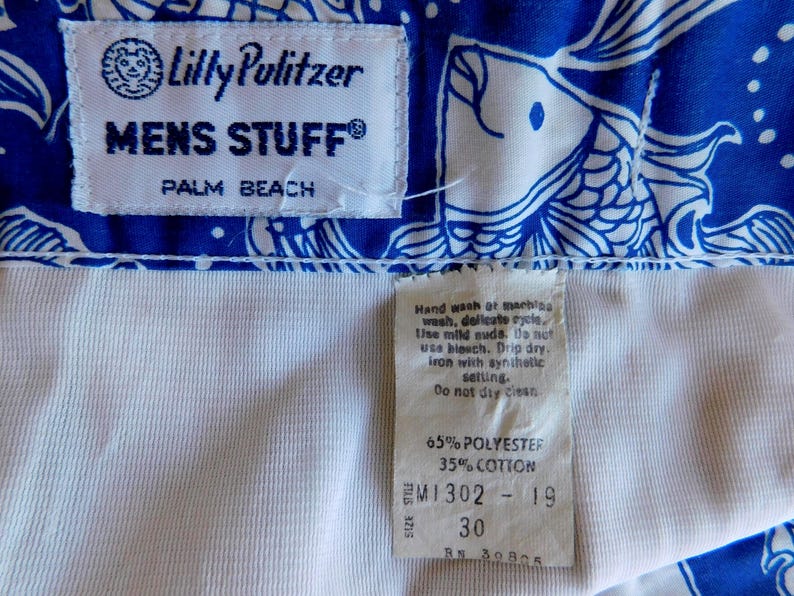 Lilly Pulitzer
MENS STUFF®
PALM BEACH
Hand wash or machine
wash, delicate cycle.
Use mild suds. Do not
use bleach. Drip dry.
Iron with synthetic
setting.
Do not dry clean
65% POLYESTER
35% COTTON
STYLE M1302 - 19
SIZE 30
RN 30805